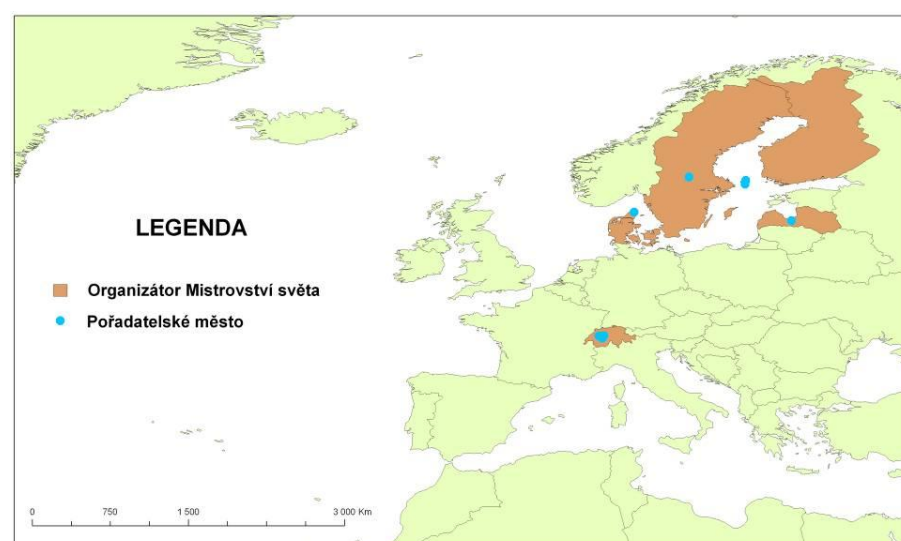 LEGENDA
Organizátor Mistrovství světa
Pořadatelské město
0 750 1 500 3 000 Km